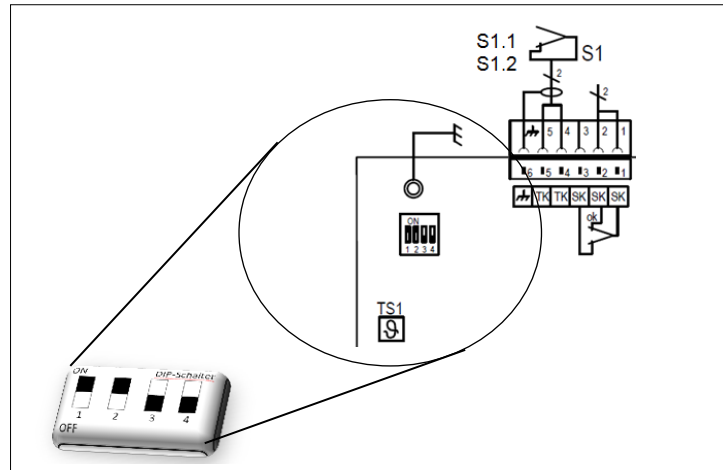 S1.1
S1.2
S1
2
2
5 4 3 2 1
6 5 4 3 2 1
TK TK SK SK SK
ok
ON
1 2 3 4
TS1
ϑ
ON
DIP-Schalter
1 2 3 4
OFF